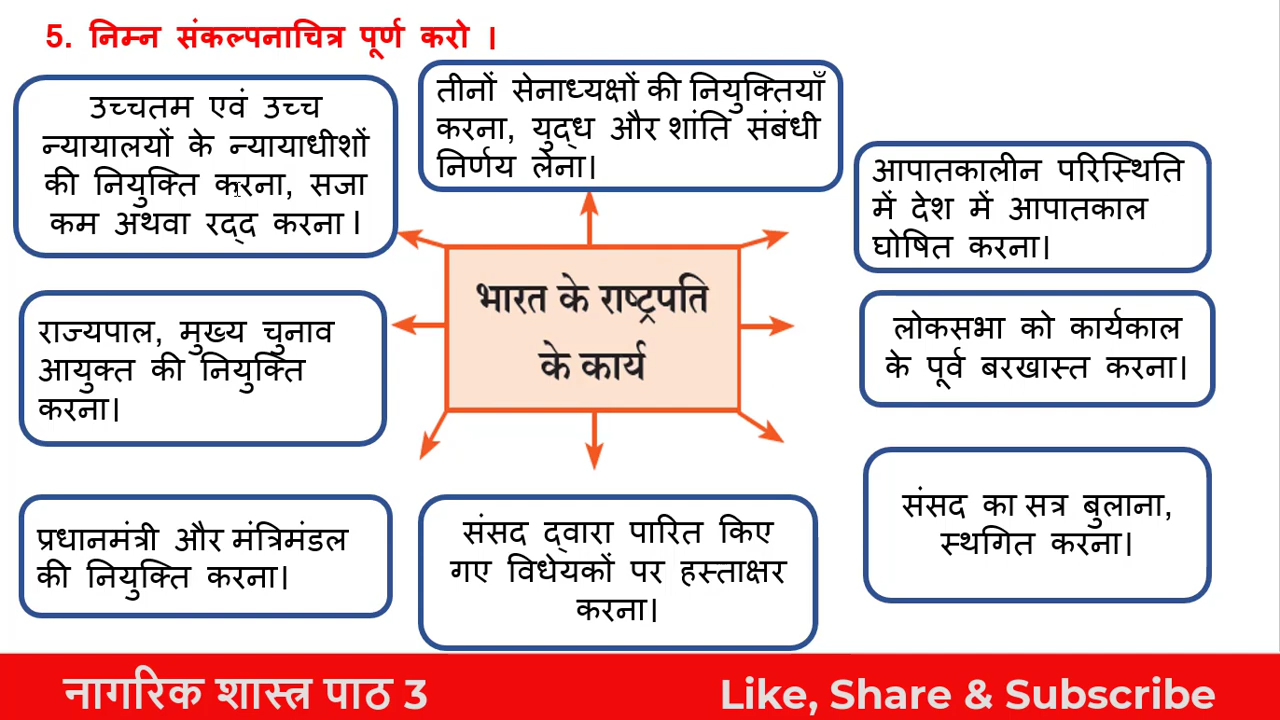 5. निम्न संकल्पनाचित्र पूर्ण करो ।
उच्चतम एवं उच्च
न्यायालयों के न्यायाधीशों
की नियुक्ति करना, सजा
कम अथवा रद्द करना ।
तीनों सेनाध्यक्षों की नियुक्तियाँ
करना, युद्ध और शांति संबंधी
निर्णय लेना।
आपातकालीन परिस्थिति
में देश में आपातकाल
घोषित करना।
राज्यपाल, मुख्य चुनाव
आयुक्त की नियुक्ति
करना।
भारत के राष्ट्रपति
के कार्य
लोकसभा को कार्यकाल
के पूर्व बरखास्त करना।
प्रधानमंत्री और मंत्रिमंडल
की नियुक्ति करना।
संसद द्वारा पारित किए
गए विधेयकों पर हस्ताक्षर
करना।
संसद का सत्र बुलाना,
स्थगित करना।
नागरिक शास्त्र पाठ 3
Like, Share & Subscribe